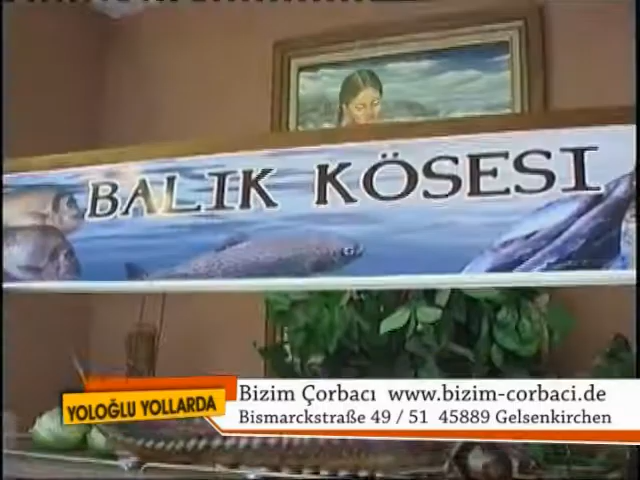 BALIK KÖSESI
YOLOĞLU YOLLARDA
Bizim Çorbacı www.bizim-corbaci.de
Bismarckstraße 49 / 51 45889 Gelsenkirchen